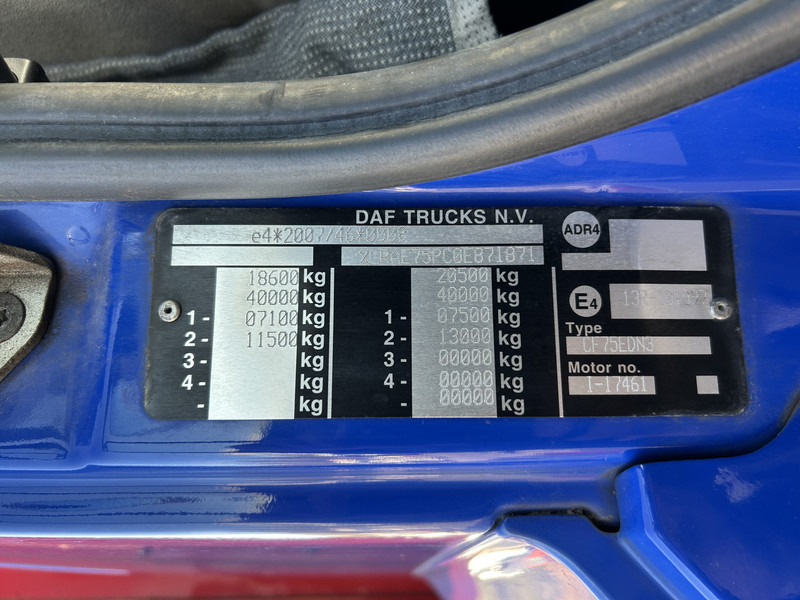 DAF TRUCKS N.V.
ADR4
18600 kg 20500 kg
40000 kg 40000 kg
1- 07100 kg 1- 07500 kg
2- 11500 kg 2- 13000 kg
3- kg 3- 00000 kg
4- kg 4- 00000 kg
- kg - 00000 kg
E4
Type
CF75EDN3
Motor no.
1-17461